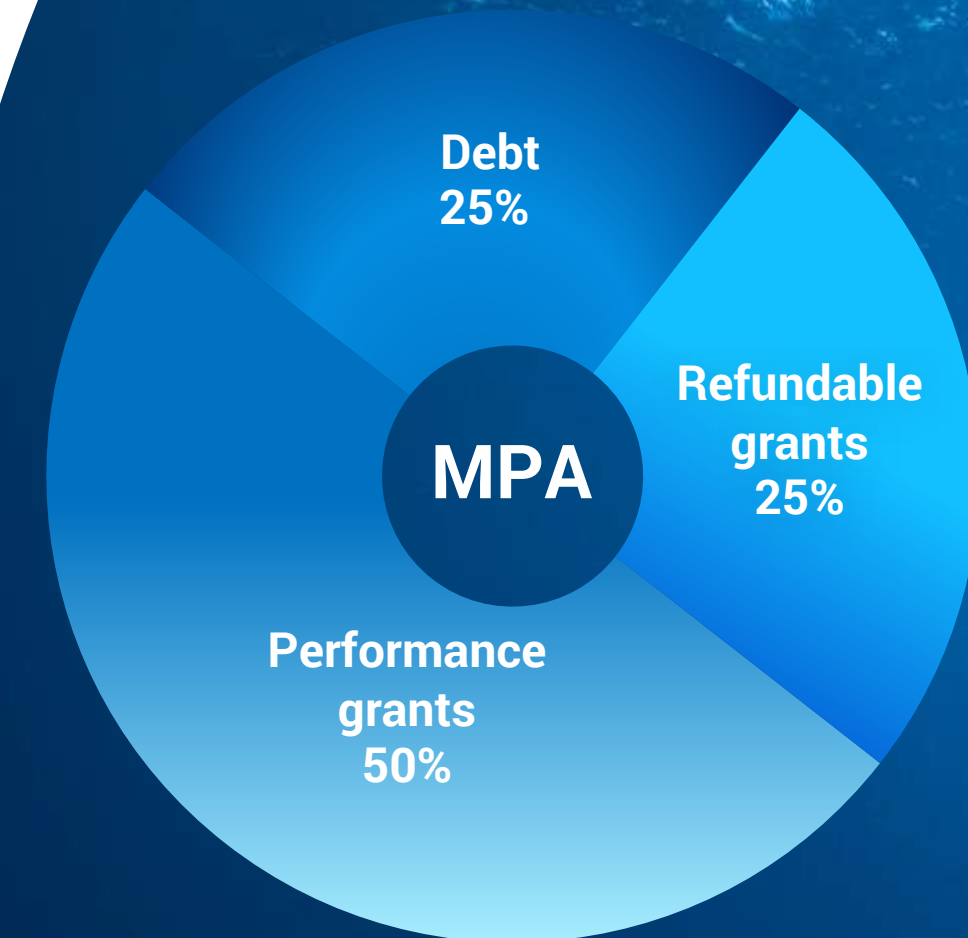 Debt
25%
Refundable
grants
25%
MPA
Performance
grants
50%